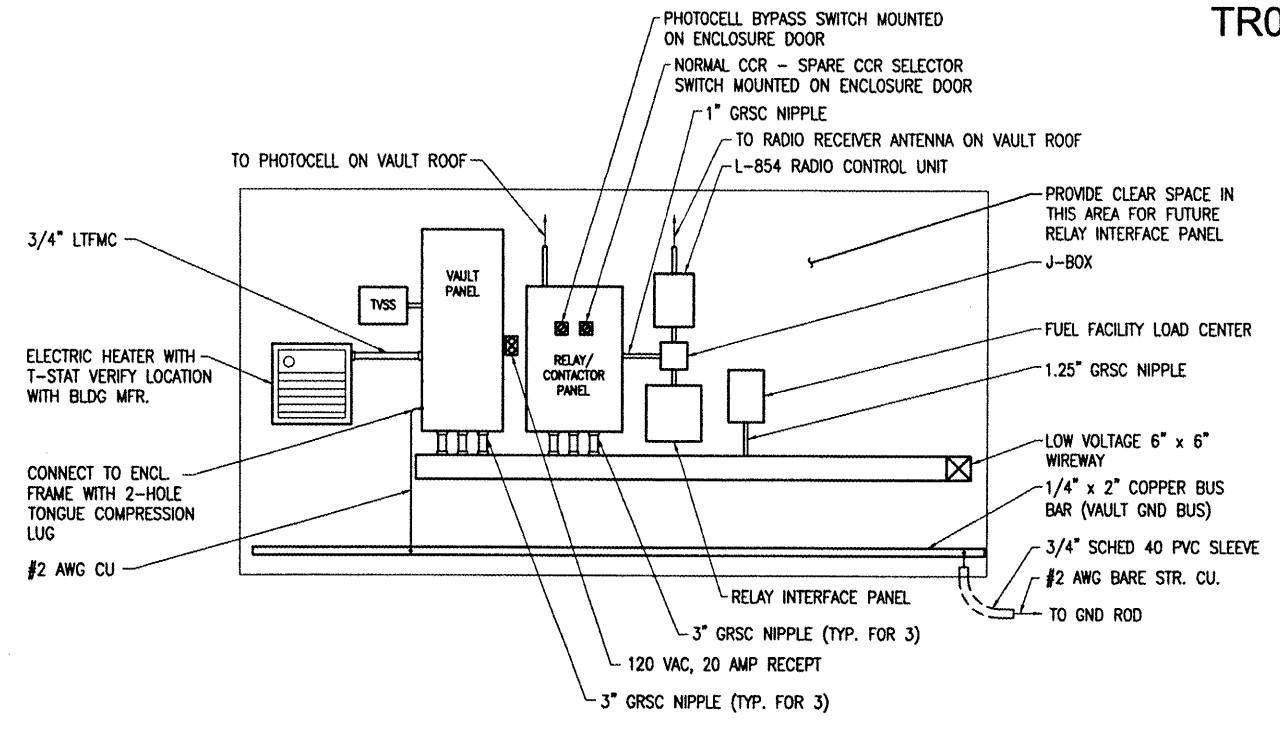 TR0
PHOTOCELL BYPASS SWITCH MOUNTED
ON ENCLOSURE DOOR
NORMAL CCR - SPARE CCR SELECTOR
SWITCH MOUNTED ON ENCLOSURE DOOR
1" GRSC NIPPLE
TO RADIO RECEIVER ANTENNA ON VAULT ROOF
TO PHOTOCELL ON VAULT ROOF
L-854 RADIO CONTROL UNIT
PROVIDE CLEAR SPACE IN
THIS AREA FOR FUTURE
RELAY INTERFACE PANEL
3/4" LTFMC
J-BOX
VAULT
PANEL
TVSS
FUEL FACILITY LOAD CENTER
ELECTRIC HEATER WITH
T-STAT VERIFY LOCATION
WITH BLDG MFR.
RELAY/
CONTACTOR
PANEL
1.25" GRSC NIPPLE
LOW VOLTAGE 6" x 6"
WIREWAY
CONNECT TO ENCL.
FRAME WITH 2-HOLE
TONGUE COMPRESSION
LUG
1/4" x 2" COPPER BUS
BAR (VAULT GND BUS)
3/4" SCHED 40 PVC SLEEVE
#2 AWG CU
#2 AWG BARE STR. CU.
RELAY INTERFACE PANEL
TO GND ROD
3" GRSC NIPPLE (TYP. FOR 3)
120 VAC, 20 AMP RECEPT
3" GRSC NIPPLE (TYP. FOR 3)